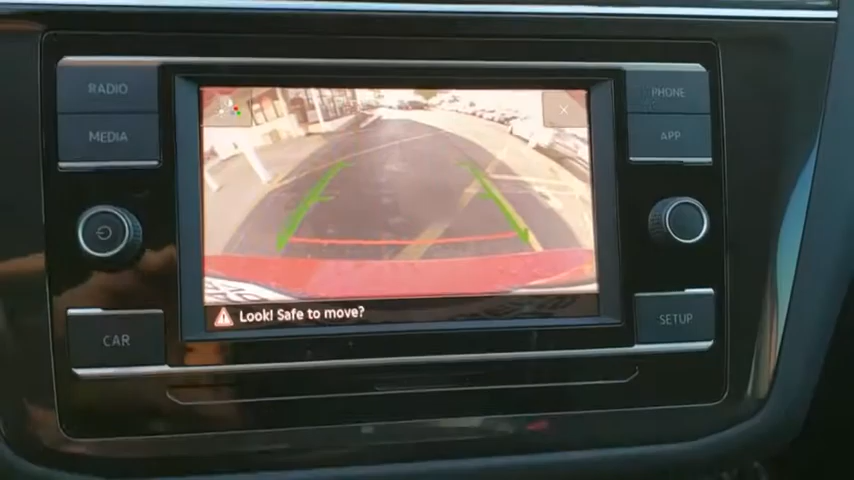 RADIO
MEDIA
PHONE
APP
CAR
SETUP
Look! Safe to move?